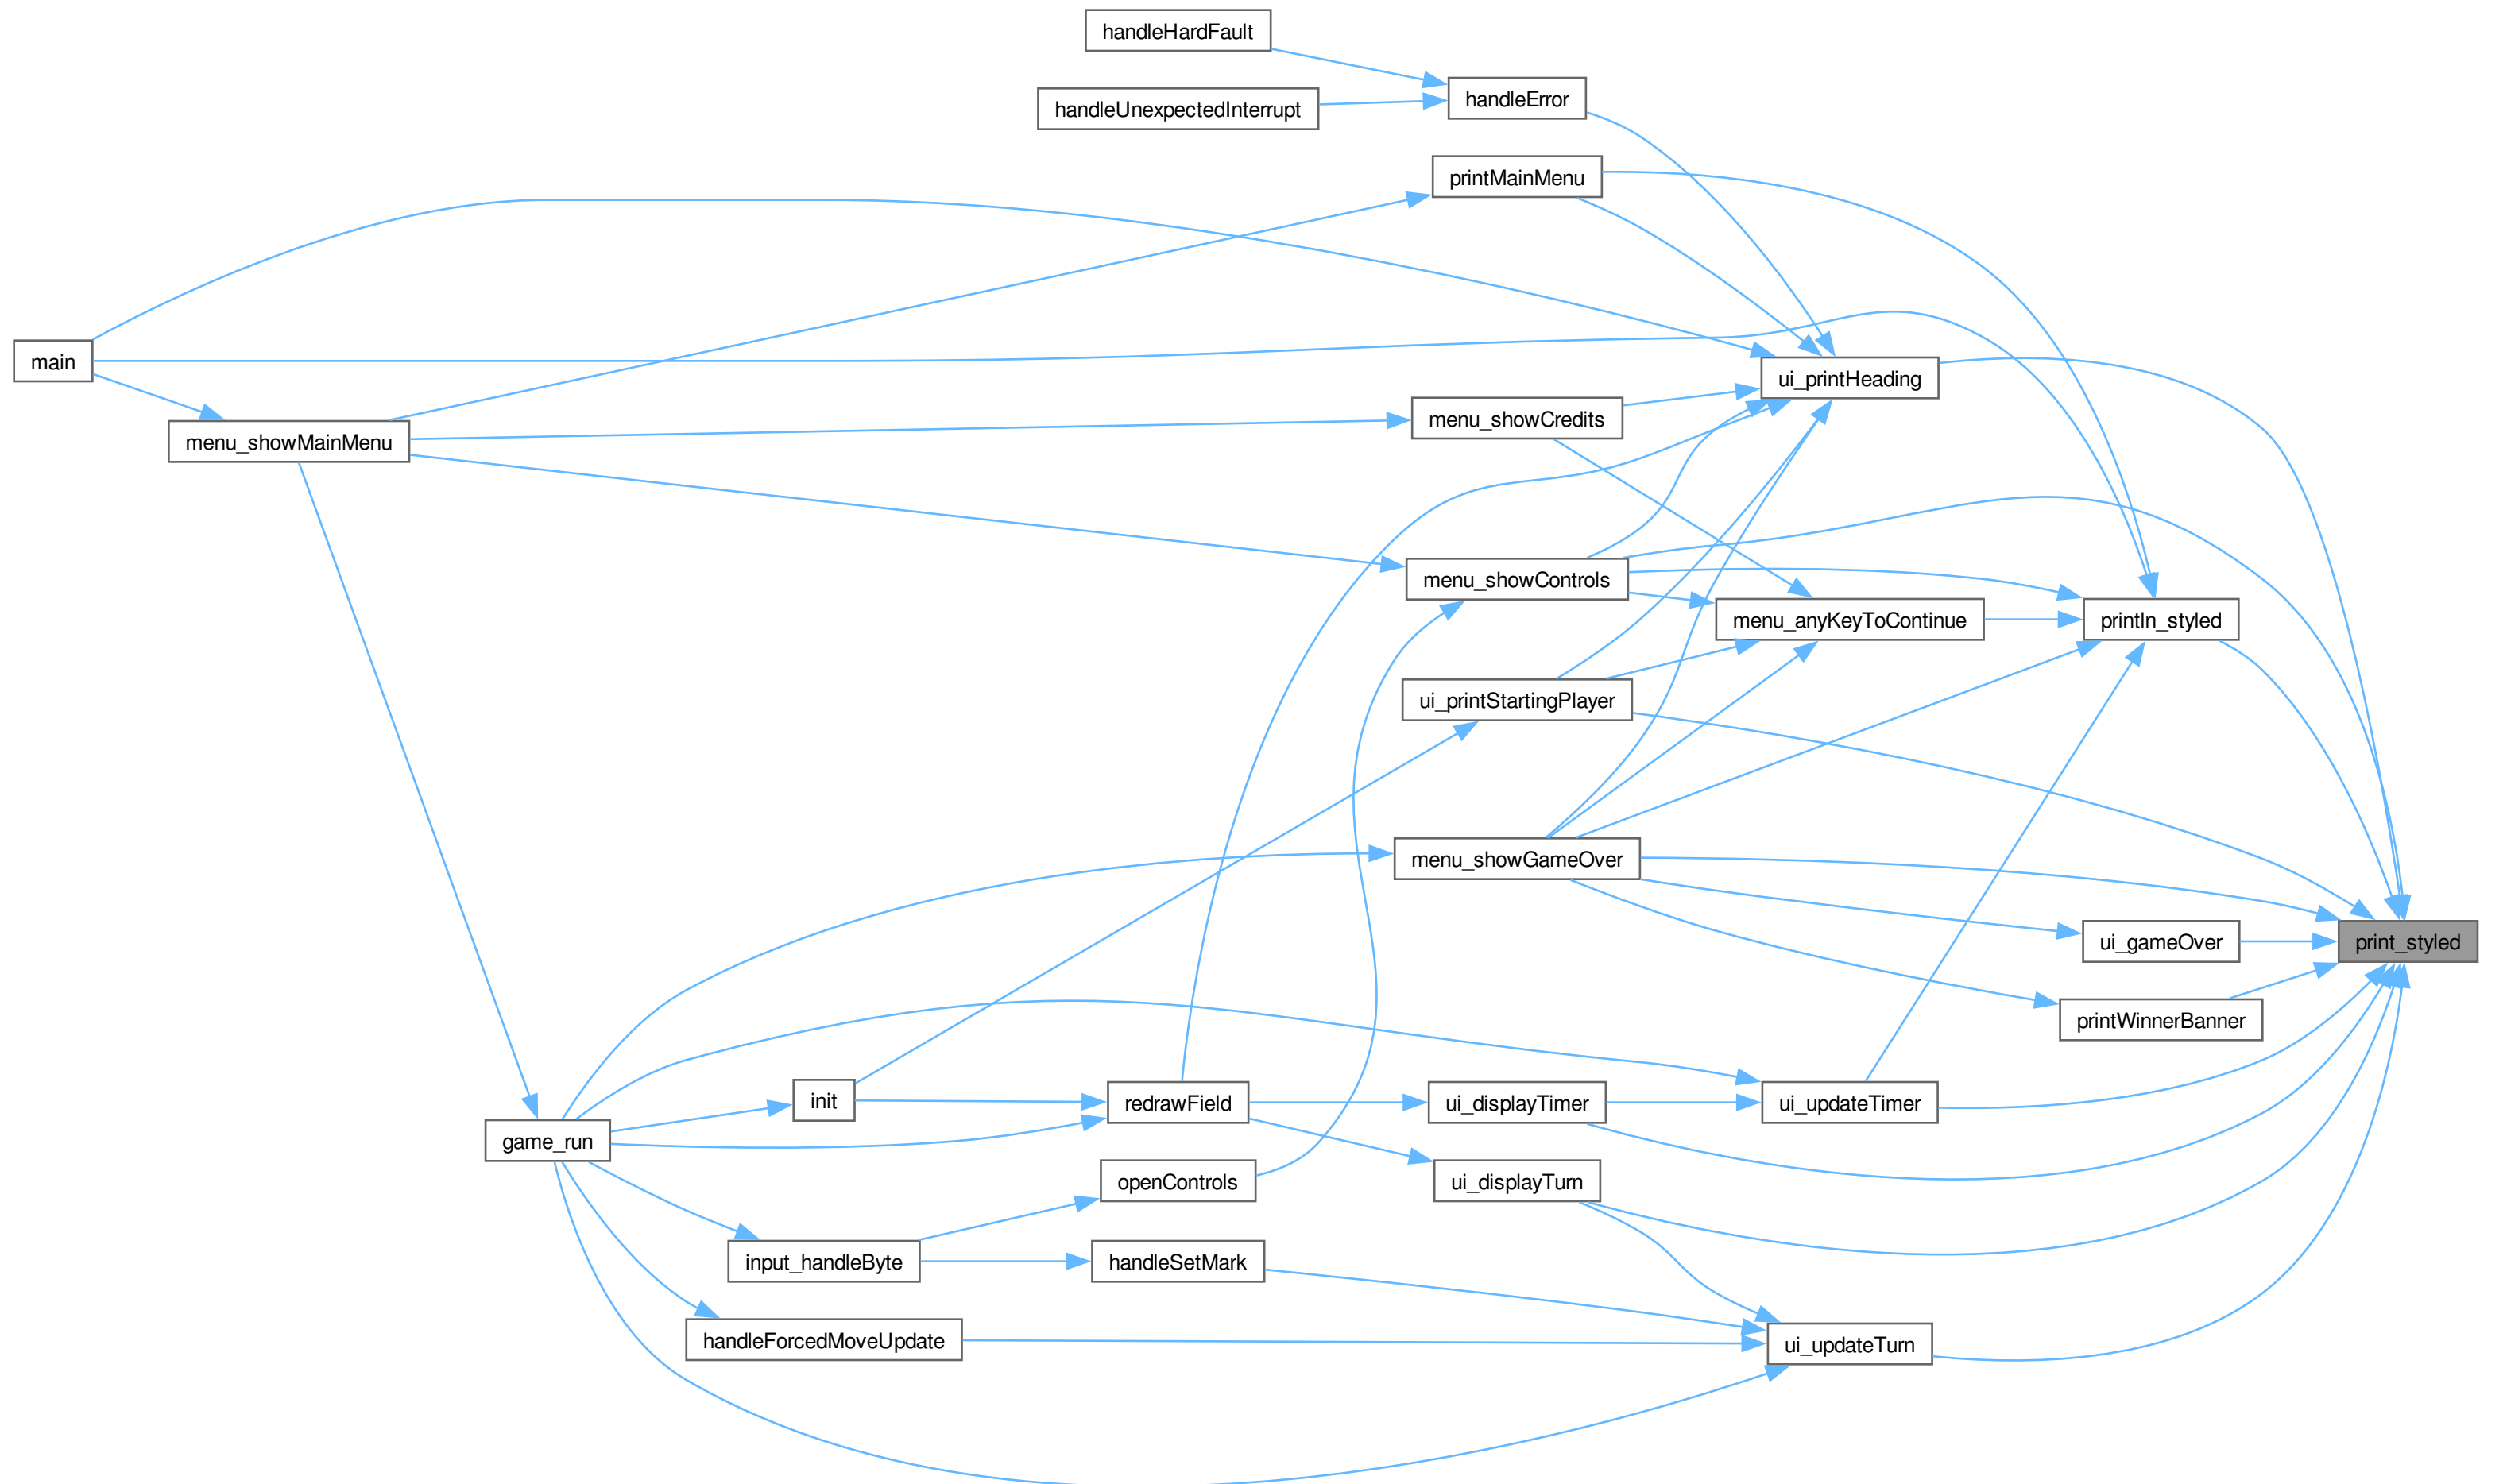 handleHardFault
handleError
handleUnexpectedInterrupt
printMainMenu
main
ui_printHeading
menu_showCredits
menu_showMainMenu
menu_showControls
menu_anyKeyToContinue
println_styled
ui_printStartingPlayer
menu_showGameOver
ui_gameOver
print_styled
printWinnerBanner
init
redrawField
ui_displayTimer
ui_updateTimer
game_run
openControls
ui_displayTurn
input_handleByte
handleSetMark
handleForcedMoveUpdate
ui_updateTurn